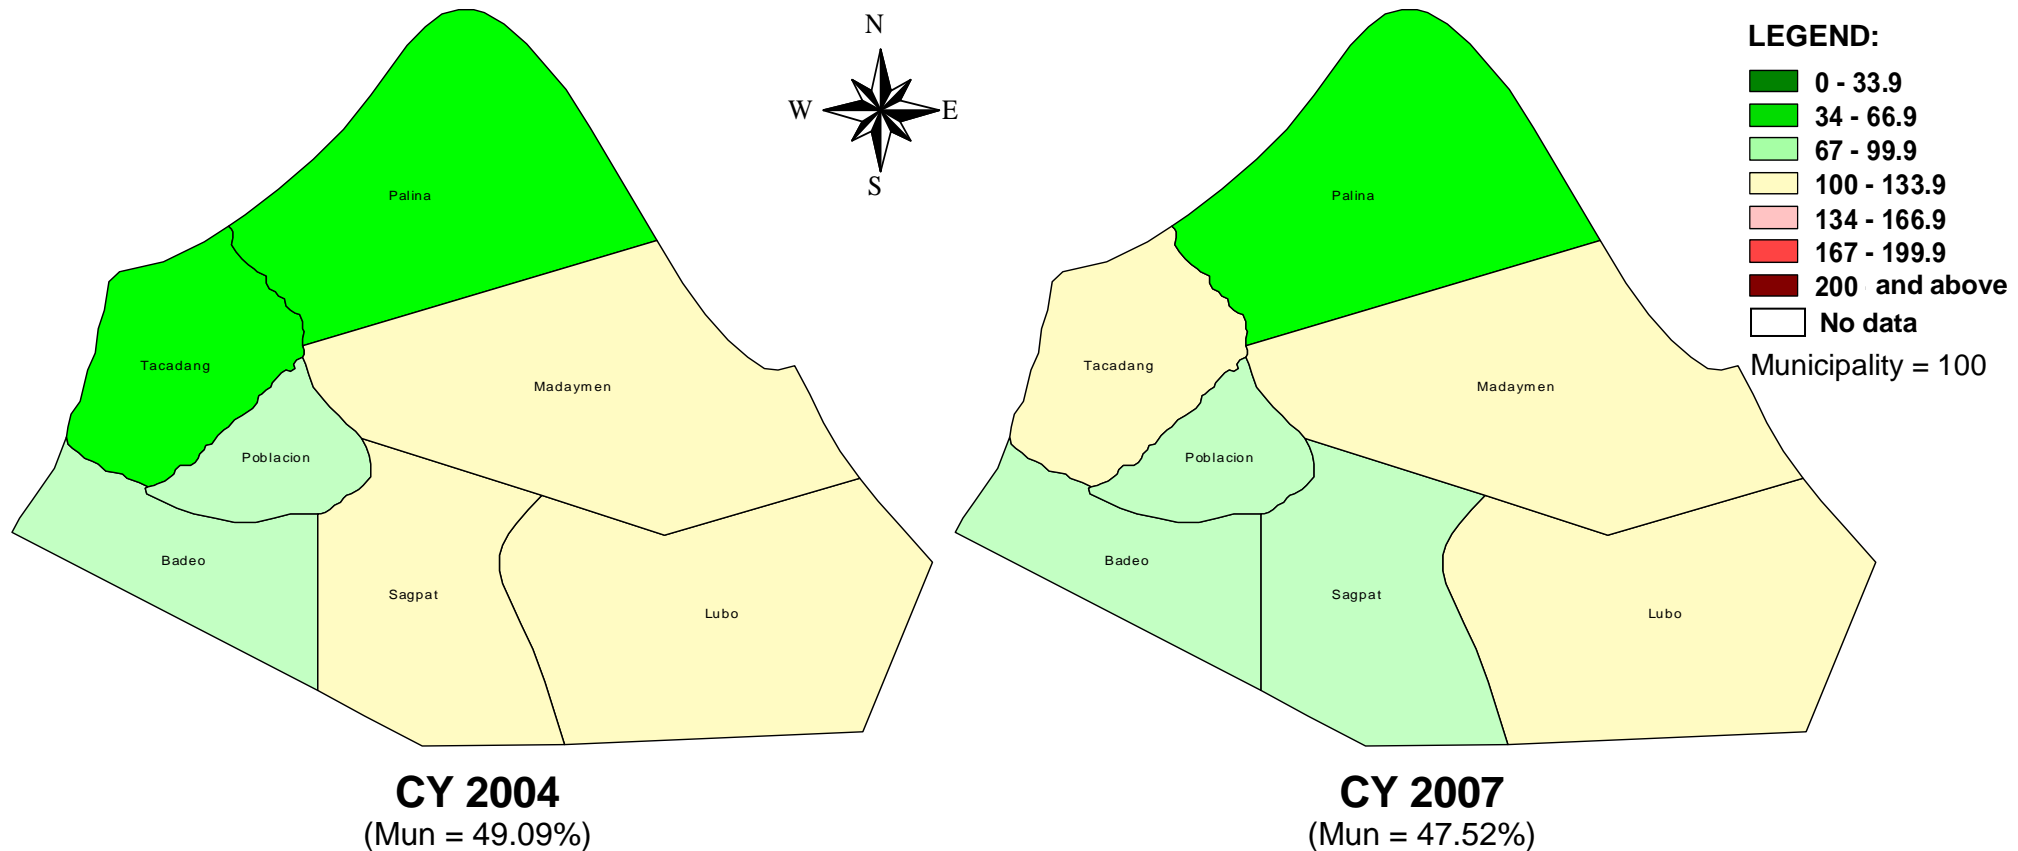 N
W E
S
Palina
Tacadang
Madaymen
Poblacion
Badeo
Sagpat
Lubo
CY 2004
(Mun = 49.09%)
Palina
Tacadang
Madaymen
Poblacion
Badeo
Sagpat
Lubo
CY 2007
(Mun = 47.52%)
LEGEND:
0 - 33.9
34 - 66.9
67 - 99.9
100 - 133.9
134 - 166.9
167 - 199.9
200 and above
No data
Municipality = 100